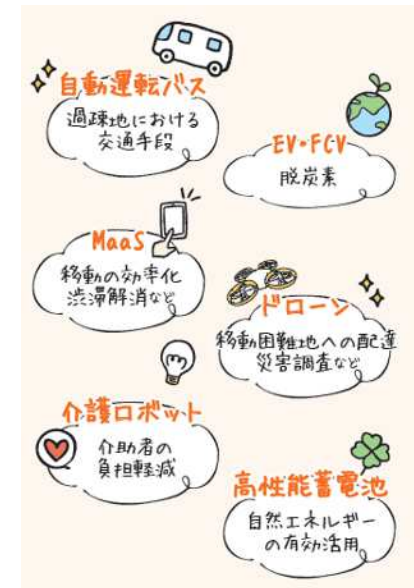 自動運転バス
過疎地における
交通手段
EV・FCV
脱炭素
MaaS
移動の効率化
渋滞解消など
ドローン
移動困難地への配達
災害調査など
介護ロボット
介助者の
負担軽減
高性能蓄電池
自然エネルギー
の有効活用